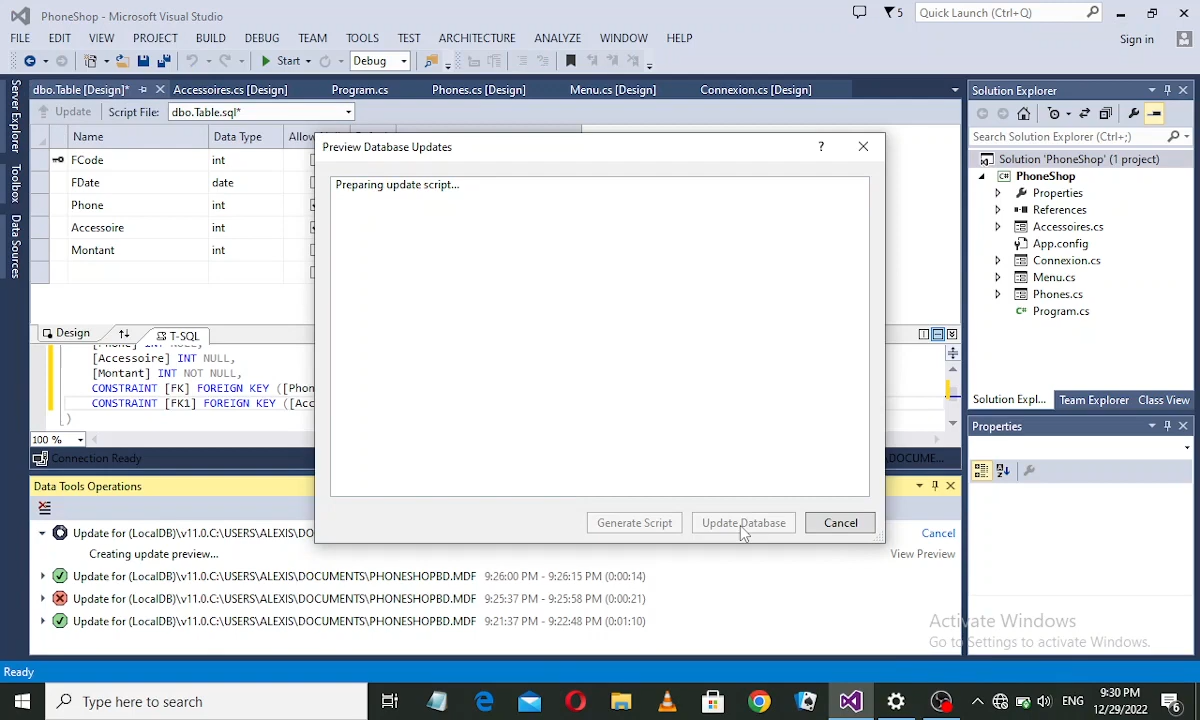 PhoneShop - Microsoft Visual Studio
5
Quick Launch (Ctrl+Q)
FILE EDIT VIEW PROJECT BUILD DEBUG TEAM TOOLS TEST ARCHITECTURE ANALYZE WINDOW HELP
Sign in
Start
Debug
dbo.Table [Design]*
Accessoires.cs [Design]
Program.cs
Phones.cs [Design]
Menu.cs [Design]
Connexion.cs [Design]
Update
Script File:
dbo.Table.sql*
Server Explorer
Toolbox
Data Sources
Name
Data Type
FCode
int
FDate
date
Phone
int
Accessoire
int
Montant
int
Design
T-SQL
[Accessoire] INT NULL,
[Montant] INT NOT NULL,
CONSTRAINT [FK] FOREIGN KEY ([Phon
CONSTRAINT [FK1] FOREIGN KEY ([Acc
)
100 %
Connection Ready
\DOCUME...
Preview Database Updates
?
Preparing update script...
Generate Script
Update Database
Cancel
Data Tools Operations
Update for (LocalDB)\v11.0.C:\USERS\ALEXIS\DO
Cancel
Creating update preview...
View Preview
Update for (LocalDB)\v11.0.C:\USERS\ALEXIS\DOCUMENTS\PHONESHOPBD.MDF 9:26:00 PM - 9:26:15 PM (0:00:14)
Update for (LocalDB)\v11.0.C:\USERS\ALEXIS\DOCUMENTS\PHONESHOPBD.MDF 9:25:37 PM - 9:25:58 PM (0:00:21)
Update for (LocalDB)\v11.0.C:\USERS\ALEXIS\DOCUMENTS\PHONESHOPBD.MDF 9:21:37 PM - 9:22:48 PM (0:01:10)
Solution Explorer
Search Solution Explorer (Ctrl+;)
Solution 'PhoneShop' (1 project)
C# PhoneShop
Properties
References
Accessoires.cs
App.config
Connexion.cs
Menu.cs
Phones.cs
C# Program.cs
Solution Expl...
Team Explorer
Class View
Properties
Activate Windows
Go to Settings to activate Windows.
Ready
Type here to search
ENG
9:30 PM
12/29/2022
6